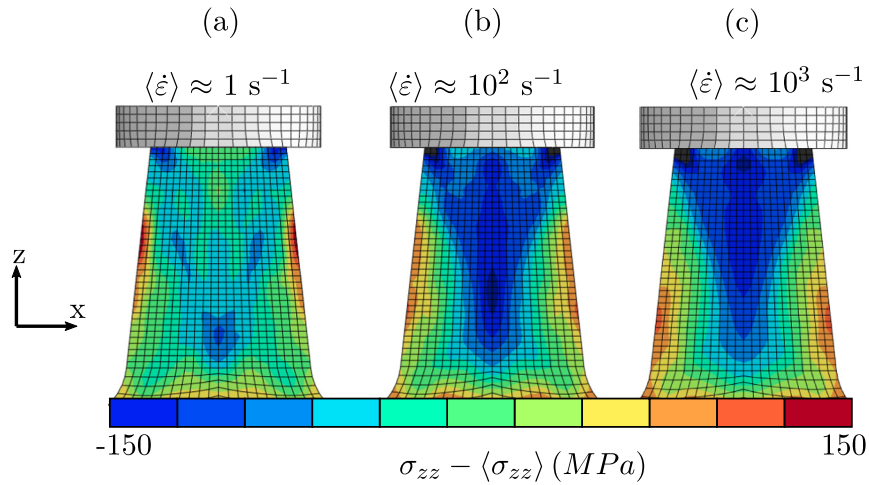 (a) (b) (c)
⟨ε̇⟩ ≈ 1 s⁻¹ ⟨ε̇⟩ ≈ 10² s⁻¹ ⟨ε̇⟩ ≈ 10³ s⁻¹
z
x
-150 150
σzz − ⟨σzz⟩ (MPa)